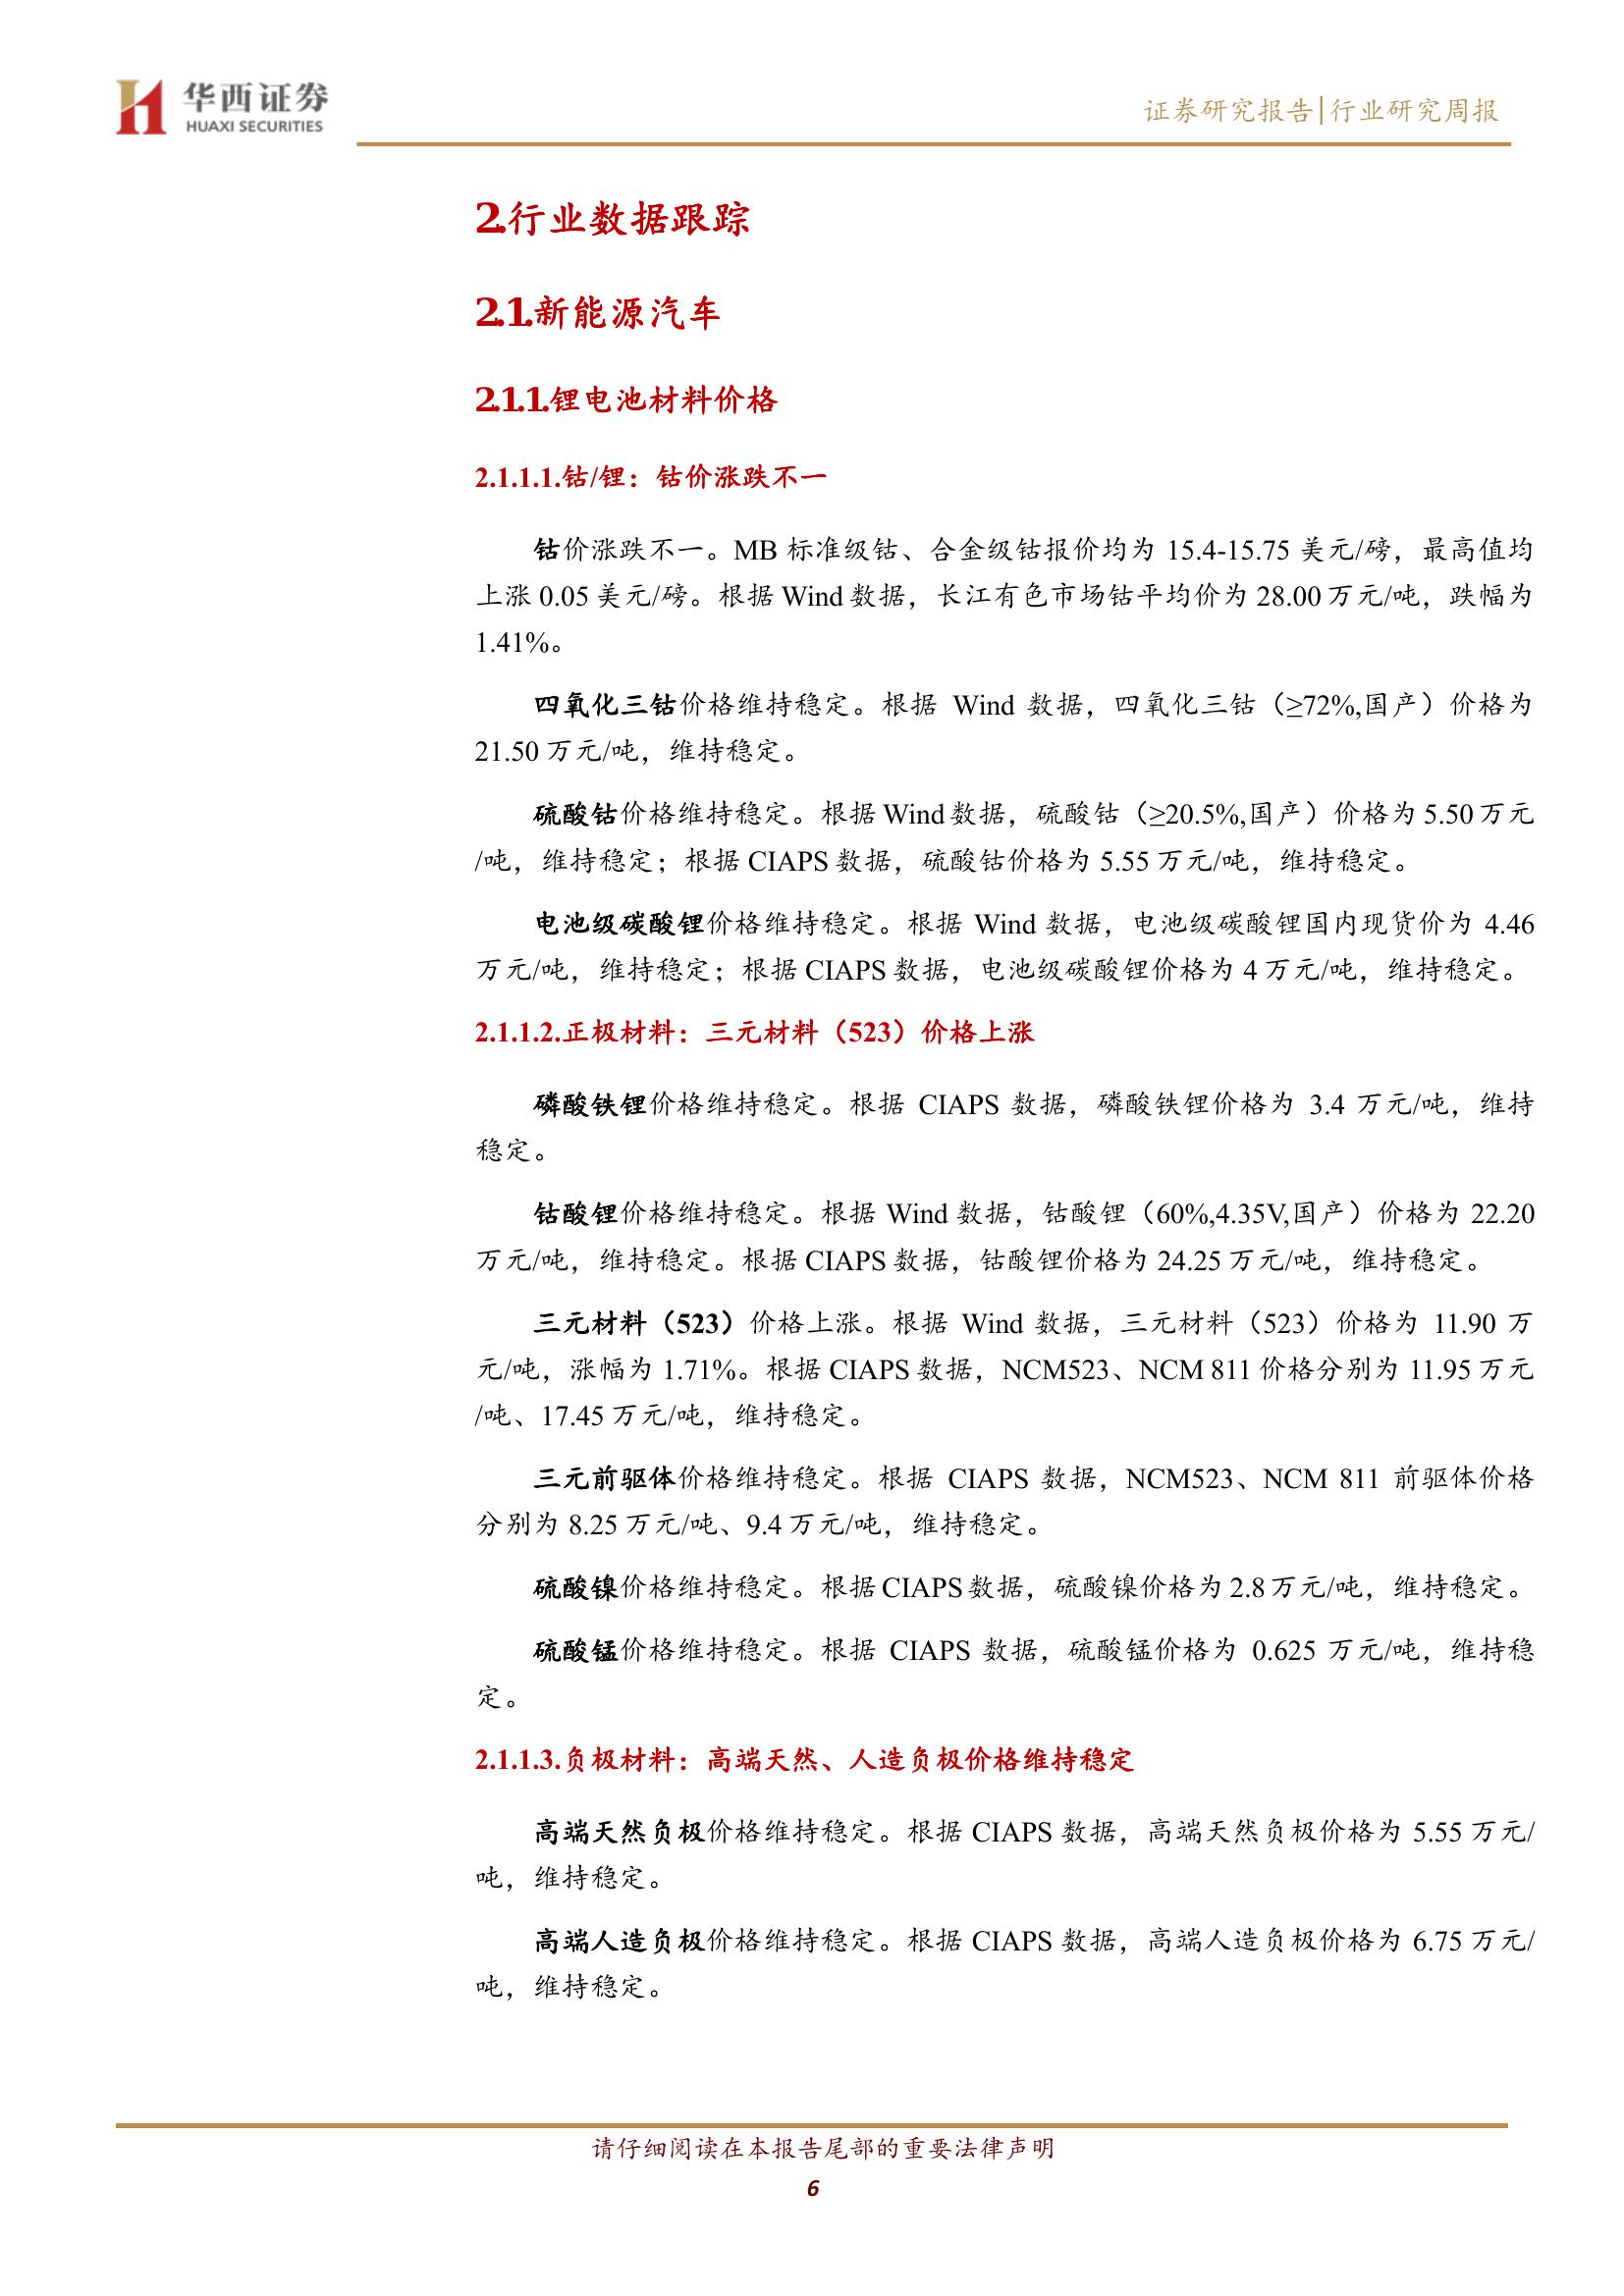 华西证券
HUAXI SECURITIES
证券研究报告|行业研究周报
2.行业数据跟踪
2.1.新能源汽车
2.1.1.锂电池材料价格
2.1.1.1.钴/锂：钴价涨跌不一
钴价涨跌不一。MB 标准级钴、合金级钴报价均为 15.4-15.75 美元/磅，最高值均
上涨 0.05 美元/磅。根据 Wind 数据，长江有色市场钴平均价为 28.00 万元/吨，跌幅为
1.41%。
四氧化三钴价格维持稳定。根据 Wind 数据，四氧化三钴（≥72%,国产）价格为
21.50 万元/吨，维持稳定。
硫酸钴价格维持稳定。根据 Wind 数据，硫酸钴（≥20.5%,国产）价格为 5.50 万元
/吨，维持稳定；根据 CIAPS 数据，硫酸钴价格为 5.55 万元/吨，维持稳定。
电池级碳酸锂价格维持稳定。根据 Wind 数据，电池级碳酸锂国内现货价为 4.46
万元/吨，维持稳定；根据 CIAPS 数据，电池级碳酸锂价格为 4 万元/吨，维持稳定。
2.1.1.2.正极材料：三元材料（523）价格上涨
磷酸铁锂价格维持稳定。根据 CIAPS 数据，磷酸铁锂价格为 3.4 万元/吨，维持
稳定。
钴酸锂价格维持稳定。根据 Wind 数据，钴酸锂（60%,4.35V,国产）价格为 22.20
万元/吨，维持稳定。根据 CIAPS 数据，钴酸锂价格为 24.25 万元/吨，维持稳定。
三元材料（523）价格上涨。根据 Wind 数据，三元材料（523）价格为 11.90 万
元/吨，涨幅为 1.71%。根据 CIAPS 数据，NCM523、NCM 811 价格分别为 11.95 万元
/吨、17.45 万元/吨，维持稳定。
三元前驱体价格维持稳定。根据 CIAPS 数据，NCM523、NCM 811 前驱体价格
分别为 8.25 万元/吨、9.4 万元/吨，维持稳定。
硫酸镍价格维持稳定。根据 CIAPS 数据，硫酸镍价格为 2.8 万元/吨，维持稳定。
硫酸锰价格维持稳定。根据 CIAPS 数据，硫酸锰价格为 0.625 万元/吨，维持稳
定。
2.1.1.3.负极材料：高端天然、人造负极价格维持稳定
高端天然负极价格维持稳定。根据 CIAPS 数据，高端天然负极价格为 5.55 万元/
吨，维持稳定。
高端人造负极价格维持稳定。根据 CIAPS 数据，高端人造负极价格为 6.75 万元/
吨，维持稳定。
请仔细阅读在本报告尾部的重要法律声明
6